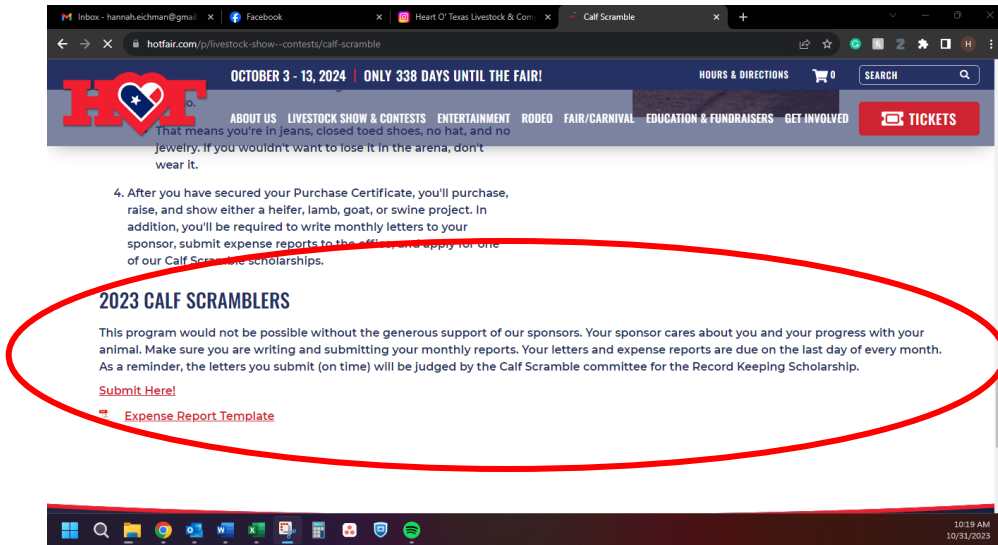 Inbox - hannah.eichman@gmail
Facebook
Heart O' Texas Livestock & Com
Calf Scramble
hotfair.com/p/livestock-show--contests/calf-scramble
H
OCTOBER 3 - 13, 2024 | ONLY 338 DAYS UNTIL THE FAIR!
HOURS & DIRECTIONS
0
SEARCH
HOT
ABOUT US LIVESTOCK SHOW & CONTESTS ENTERTAINMENT RODEO FAIR/CARNIVAL EDUCATION & FUNDRAISERS GET INVOLVED
TICKETS
That means you're in jeans, closed toed shoes, no hat, and no
jewelry. If you wouldn't want to lose it in the arena, don't
wear it.
4. After you have secured your Purchase Certificate, you'll purchase,
raise, and show either a heifer, lamb, goat, or swine project. In
addition, you'll be required to write monthly letters to your
sponsor, submit expense reports to the office, and apply for one
of our Calf Scramble scholarships.
2023 CALF SCRAMBLERS
This program would not be possible without the generous support of our sponsors. Your sponsor cares about you and your progress with your
animal. Make sure you are writing and submitting your monthly reports. Your letters and expense reports are due on the last day of every month.
As a reminder, the letters you submit (on time) will be judged by the Calf Scramble committee for the Record Keeping Scholarship.
Submit Here!
Expense Report Template
10:19 AM
10/31/2023